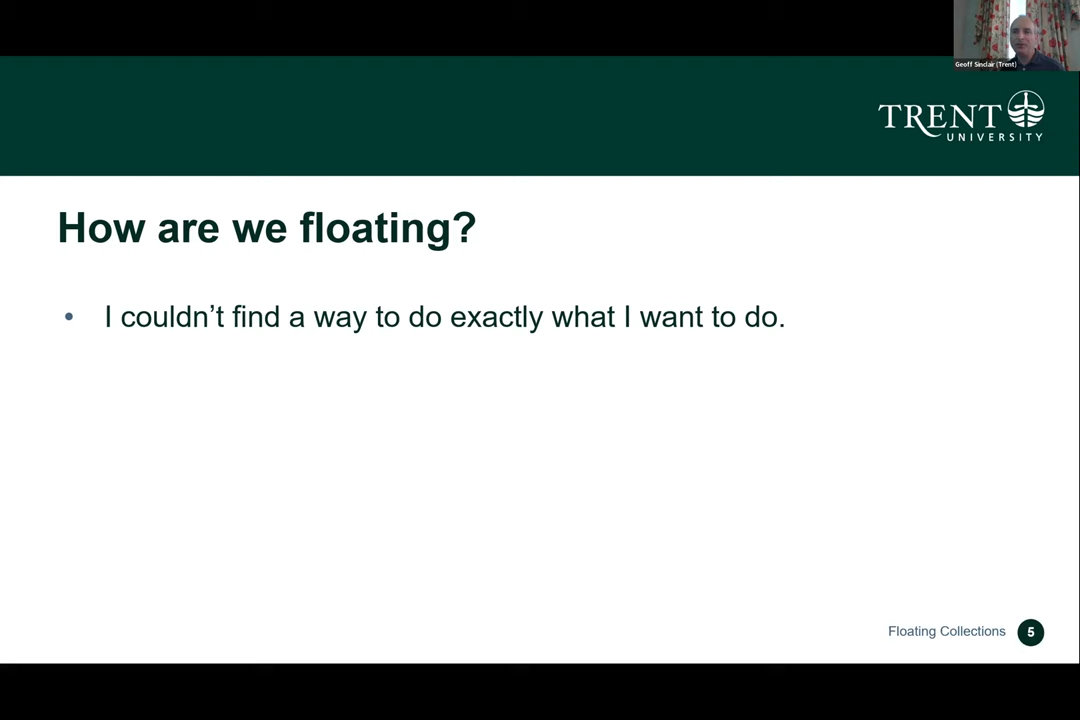 Geoff Sinclair (Trent)
TRENT
UNIVERSITY
How are we floating?
• I couldn’t find a way to do exactly what I want to do.
Floating Collections 5